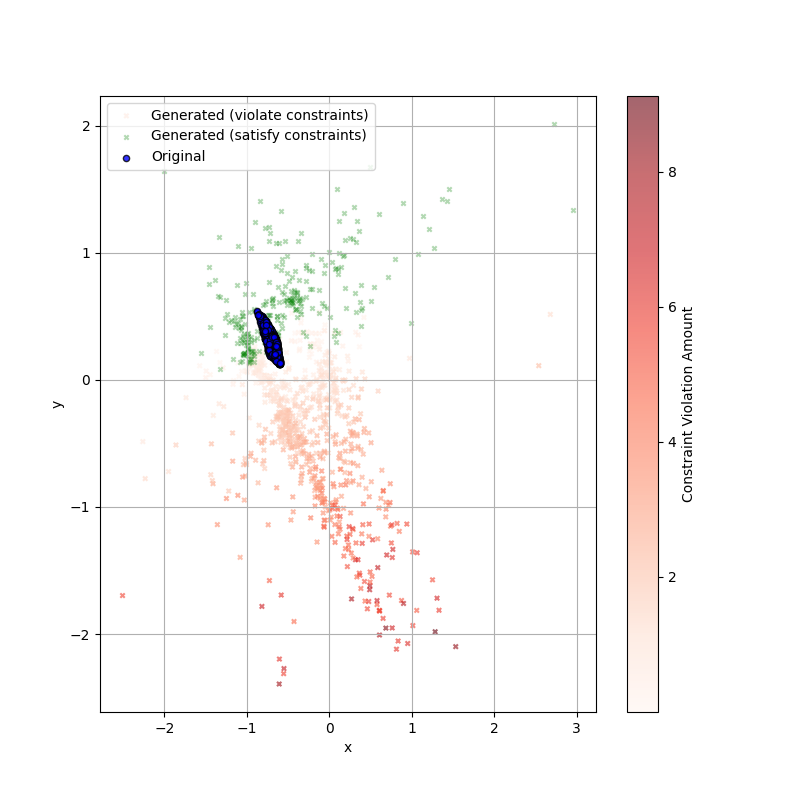 Generated (violate constraints)
Generated (satisfy constraints)
Original
2
1
0
−1
−2
y
−2
−1
0
1
2
3
x
8
6
4
2
Constraint Violation Amount